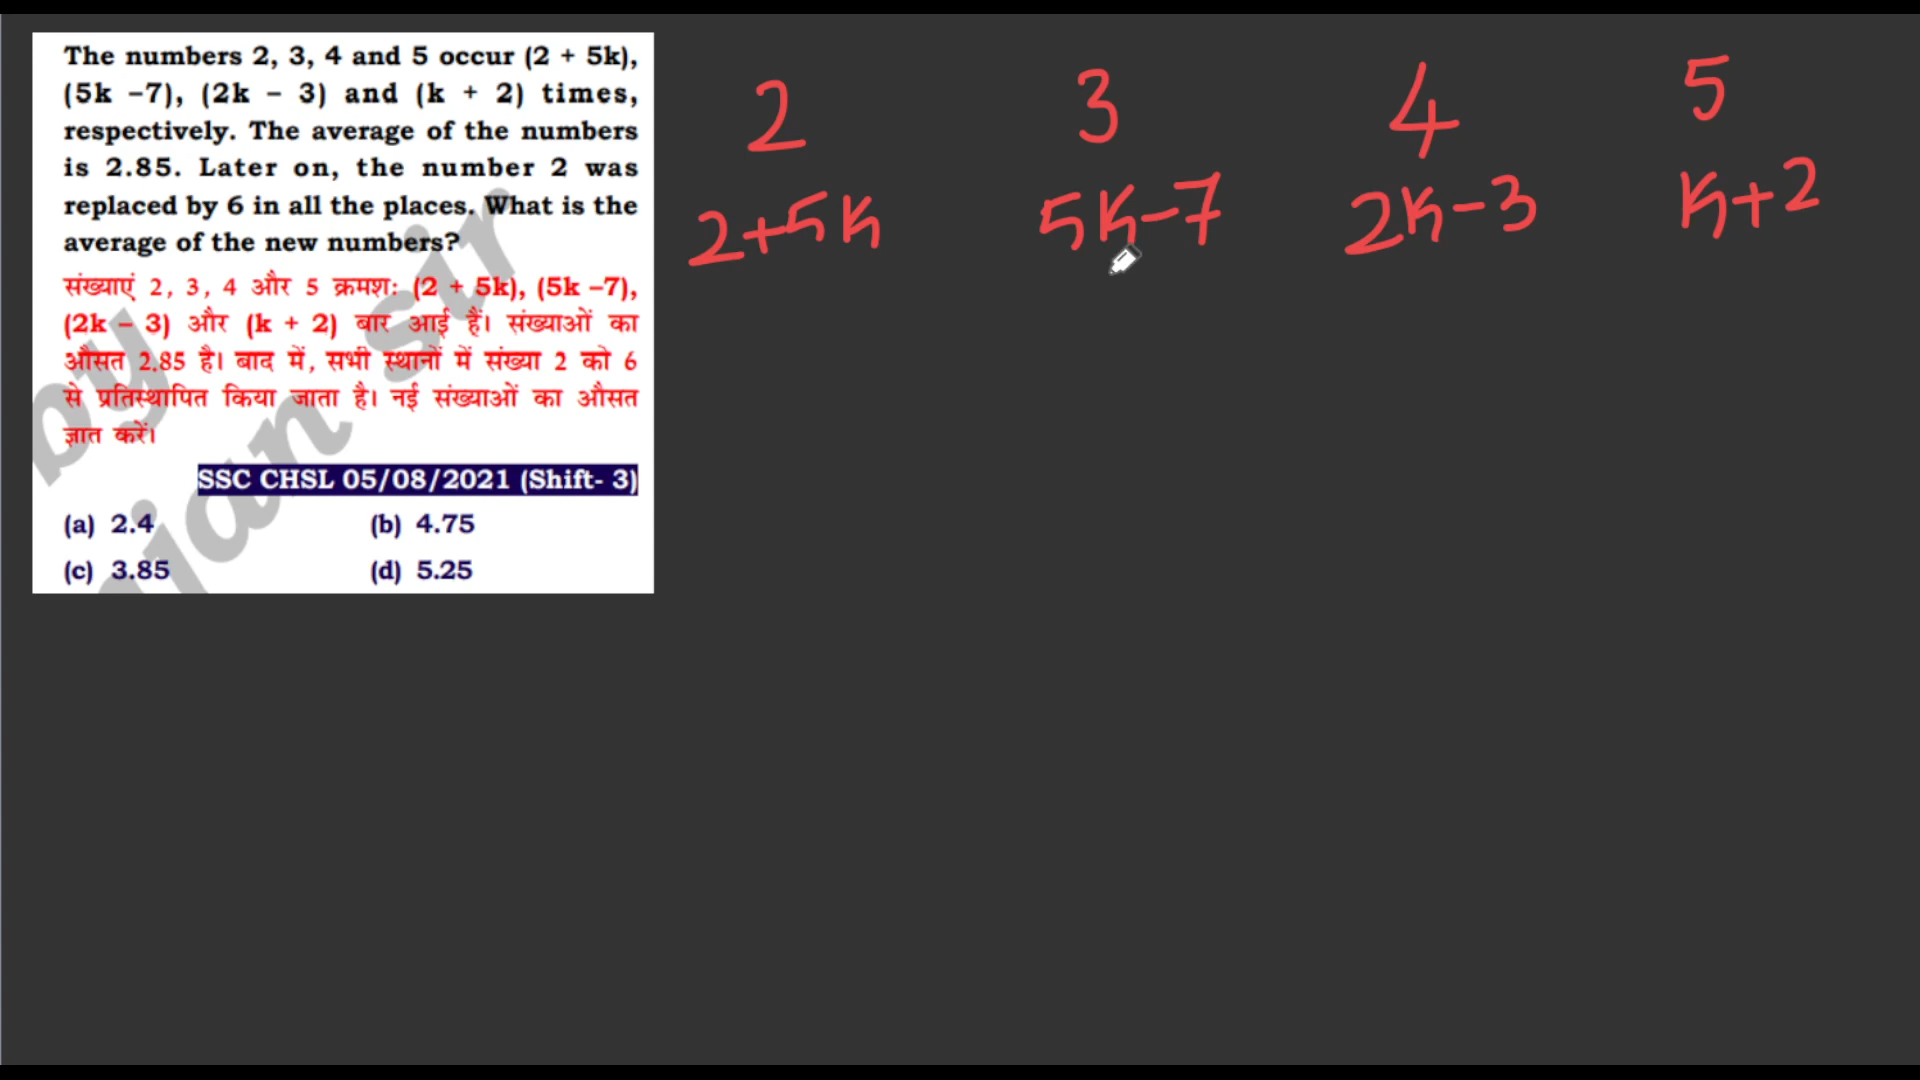 The numbers 2, 3, 4 and 5 occur (2 + 5k),
(5k –7), (2k – 3) and (k + 2) times,
respectively. The average of the numbers
is 2.85. Later on, the number 2 was
replaced by 6 in all the places. What is the
average of the new numbers?
संख्याएं 2, 3, 4 और 5 क्रमश: (2 + 5k), (5k –7),
(2k – 3) और (k + 2) बार आई हैं। संख्याओं का
औसत 2.85 है। बाद में, सभी स्थानों में संख्या 2 को 6
से प्रतिस्थापित किया जाता है। नई संख्याओं का औसत
ज्ञात करें।
SSC CHSL 05/08/2021 (Shift- 3)
(a) 2.4 (b) 4.75
(c) 3.85 (d) 5.25
by
jan sir
2 3 4 5
2+5k 5k-7 2k-3 k+2